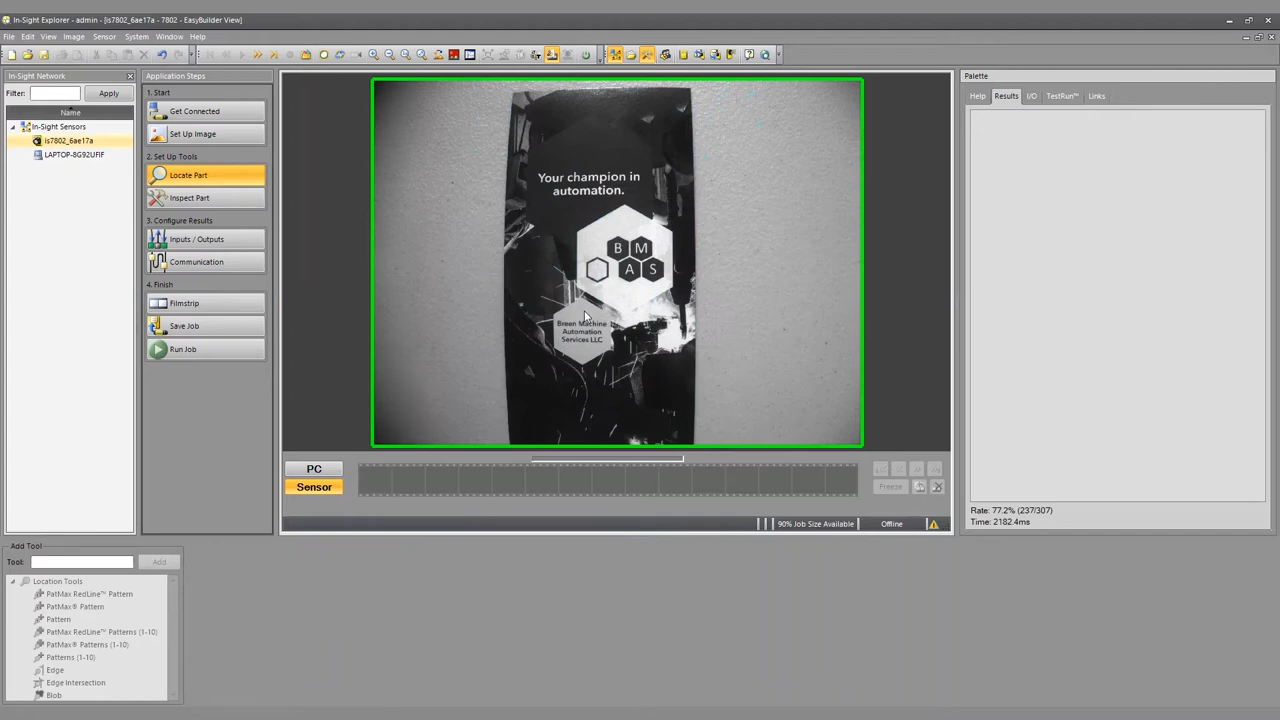 In-Sight Explorer - admin - [is7802_6ae17a - 7802 - EasyBuilder View]
File Edit View Image Sensor System Window Help
In-Sight Network
Filter: Apply
Name
In-Sight Sensors
is7802_6ae17a
LAPTOP-8G92UFIF
Application Steps
1. Start
Get Connected
Set Up Image
2. Set Up Tools
Locate Part
Inspect Part
3. Configure Results
Inputs / Outputs
Communication
4. Finish
Filmstrip
Save Job
Run Job
Your champion in
automation.
B M
A S
Breen Machine
Automation
Services LLC
PC
Sensor
Freeze
90% Job Size Available Offline
Palette
Help Results I/O TestRun™ Links
Rate: 77.2% (237/307)
Time: 2182.4ms
Add Tool
Tool: Add
Location Tools
PatMax RedLine™ Pattern
PatMax® Pattern
Pattern
PatMax RedLine™ Patterns (1-10)
PatMax® Patterns (1-10)
Patterns (1-10)
Edge
Edge Intersection
Blob